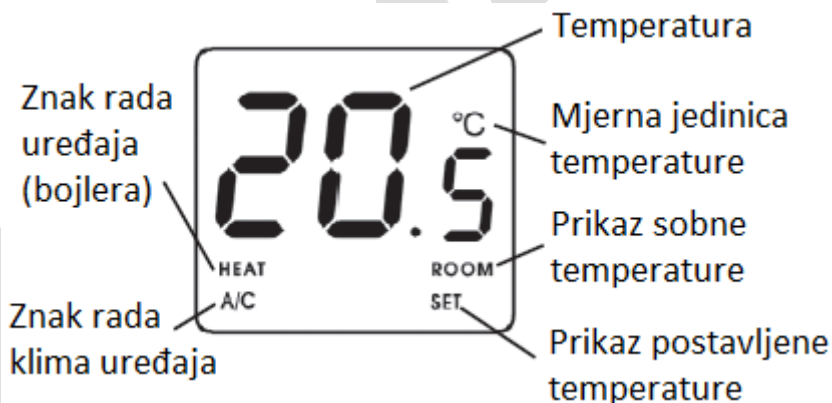 Temperatura
Znak rada
uređaja
(bojlera)
20.5
°C
Mjerna jedinica
temperature
Prikaz sobne
temperature
HEAT
ROOM
A/C
SET
Znak rada
klima uređaja
Prikaz postavljene
temperature